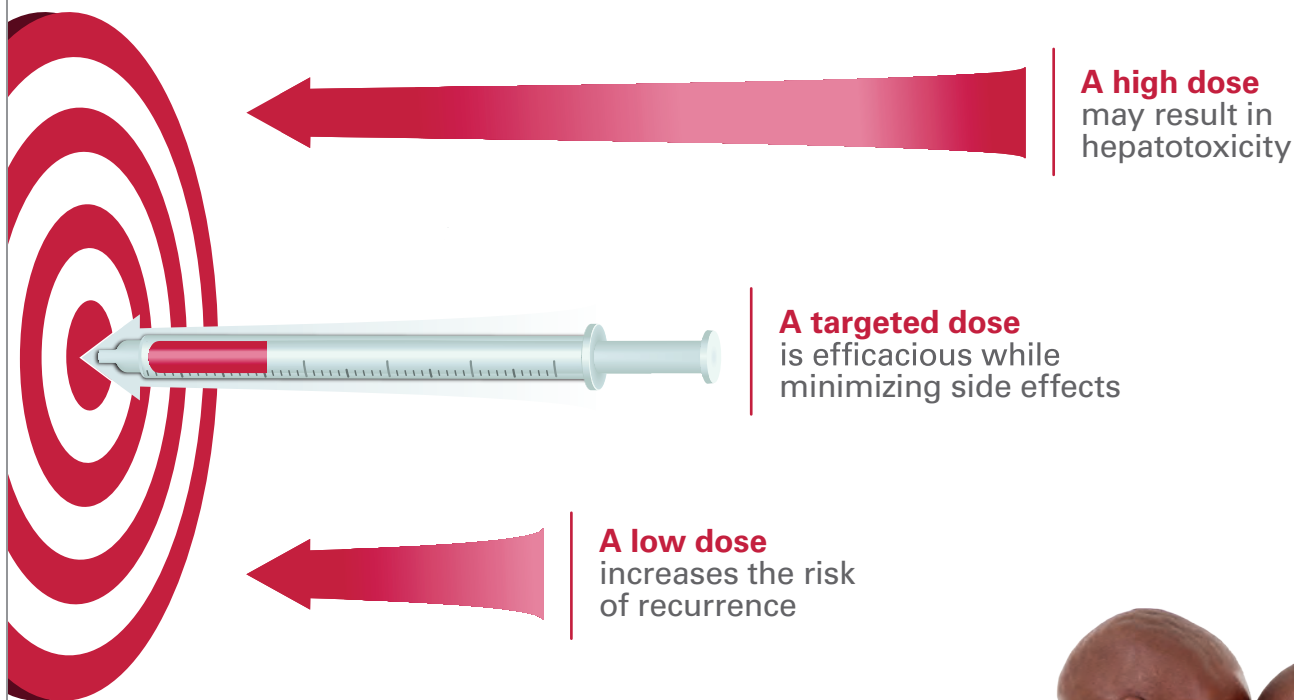 A high dose
may result in
hepatotoxicity
A targeted dose
is efficacious while
minimizing side effects
A low dose
increases the risk
of recurrence